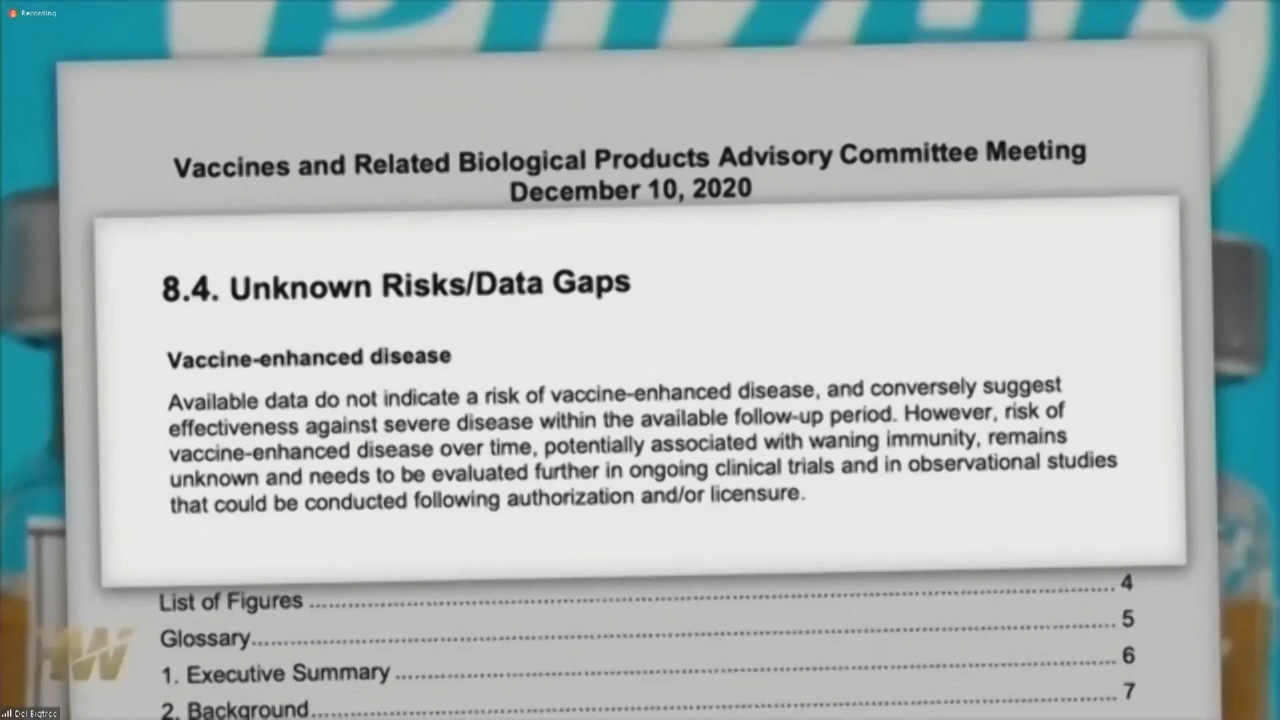 Recording
Vaccines and Related Biological Products Advisory Committee Meeting
December 10, 2020
8.4. Unknown Risks/Data Gaps
Vaccine-enhanced disease
Available data do not indicate a risk of vaccine-enhanced disease, and conversely suggest
effectiveness against severe disease within the available follow-up period. However, risk of
vaccine-enhanced disease over time, potentially associated with waning immunity, remains
unknown and needs to be evaluated further in ongoing clinical trials and in observational studies
that could be conducted following authorization and/or licensure.
List of Figures ........ 4
Glossary........ 5
1. Executive Summary ........ 6
2. Background........ 7
HW
Del Bigtree